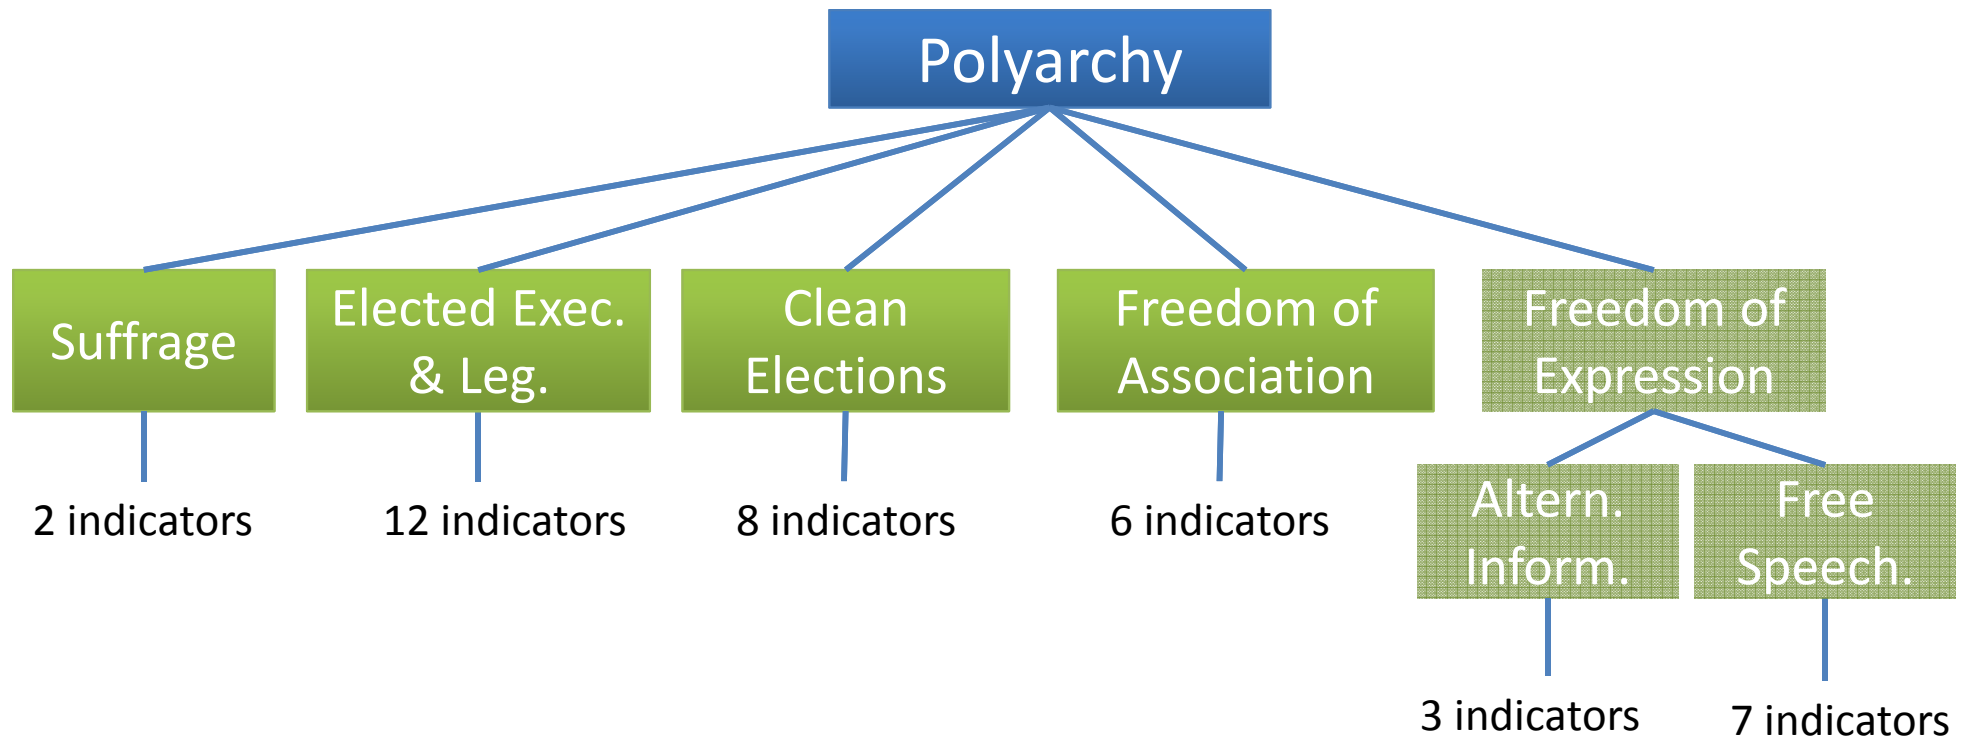 Polyarchy
Suffrage
Elected Exec.
& Leg.
Clean
Elections
Freedom of
Association
Freedom of
Expression
2 indicators
12 indicators
8 indicators
6 indicators
Altern.
Inform.
Free
Speech.
3 indicators
7 indicators